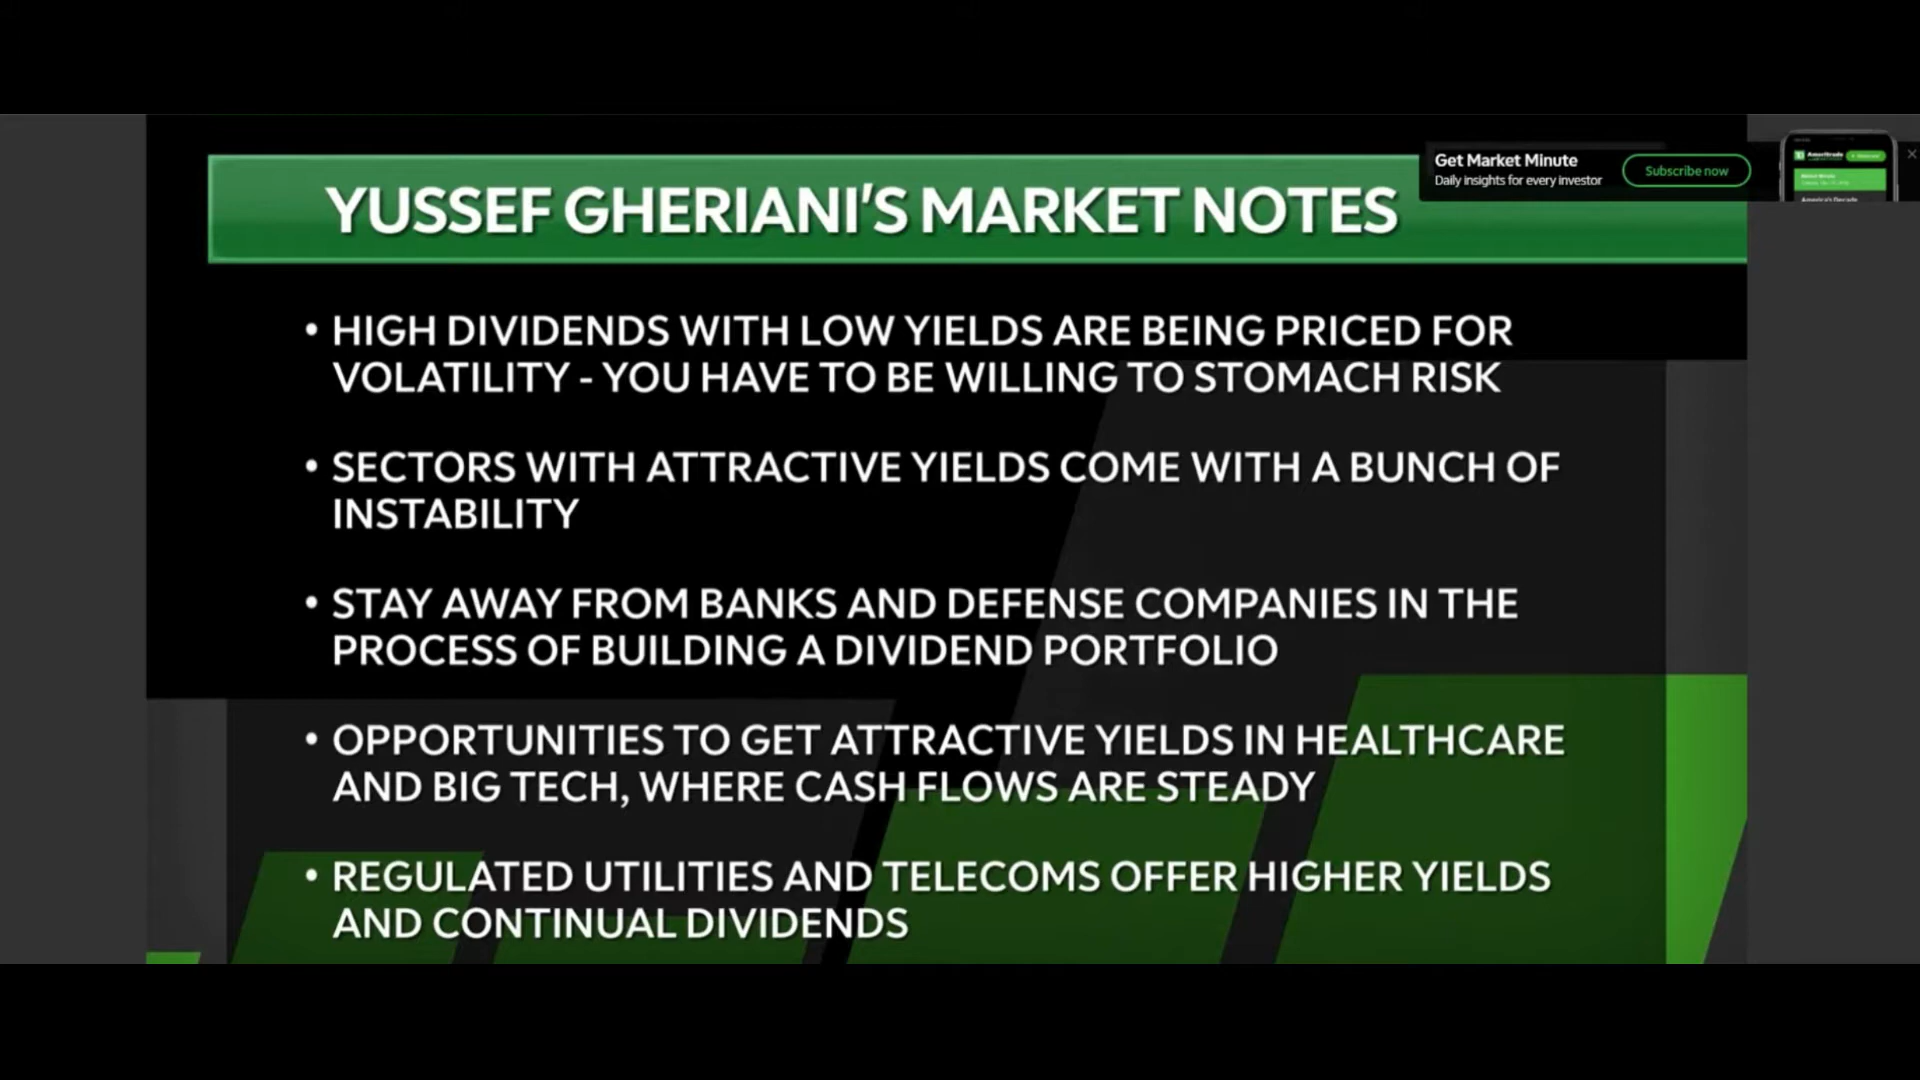 Get Market Minute
Daily insights for every investor
Subscribe now
Ameritrade
YUSSEF GHERIANI'S MARKET NOTES
• HIGH DIVIDENDS WITH LOW YIELDS ARE BEING PRICED FOR
VOLATILITY - YOU HAVE TO BE WILLING TO STOMACH RISK
• SECTORS WITH ATTRACTIVE YIELDS COME WITH A BUNCH OF
INSTABILITY
• STAY AWAY FROM BANKS AND DEFENSE COMPANIES IN THE
PROCESS OF BUILDING A DIVIDEND PORTFOLIO
• OPPORTUNITIES TO GET ATTRACTIVE YIELDS IN HEALTHCARE
AND BIG TECH, WHERE CASH FLOWS ARE STEADY
• REGULATED UTILITIES AND TELECOMS OFFER HIGHER YIELDS
AND CONTINUAL DIVIDENDS